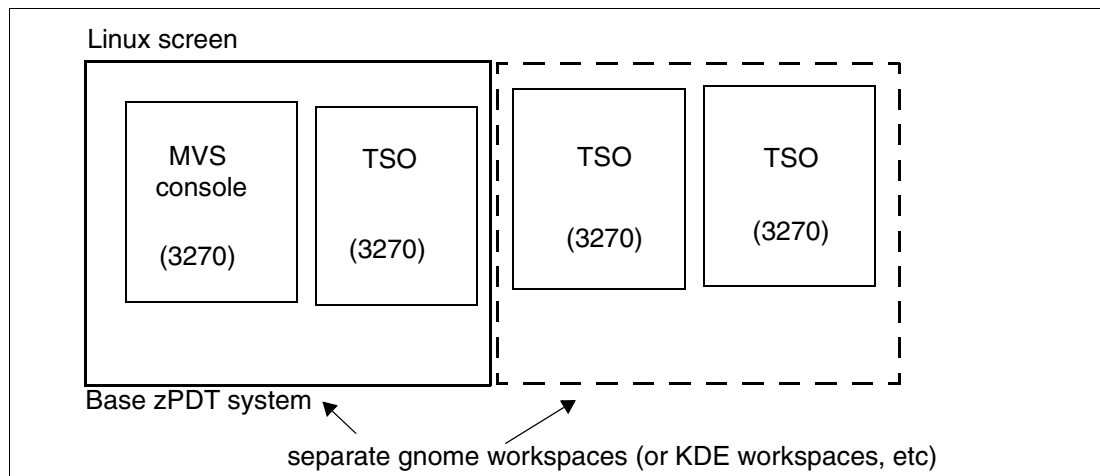 Linux screen
MVS
console
(3270)
TSO
(3270)
TSO
(3270)
TSO
(3270)
Base zPDT system
separate gnome workspaces (or KDE workspaces, etc)